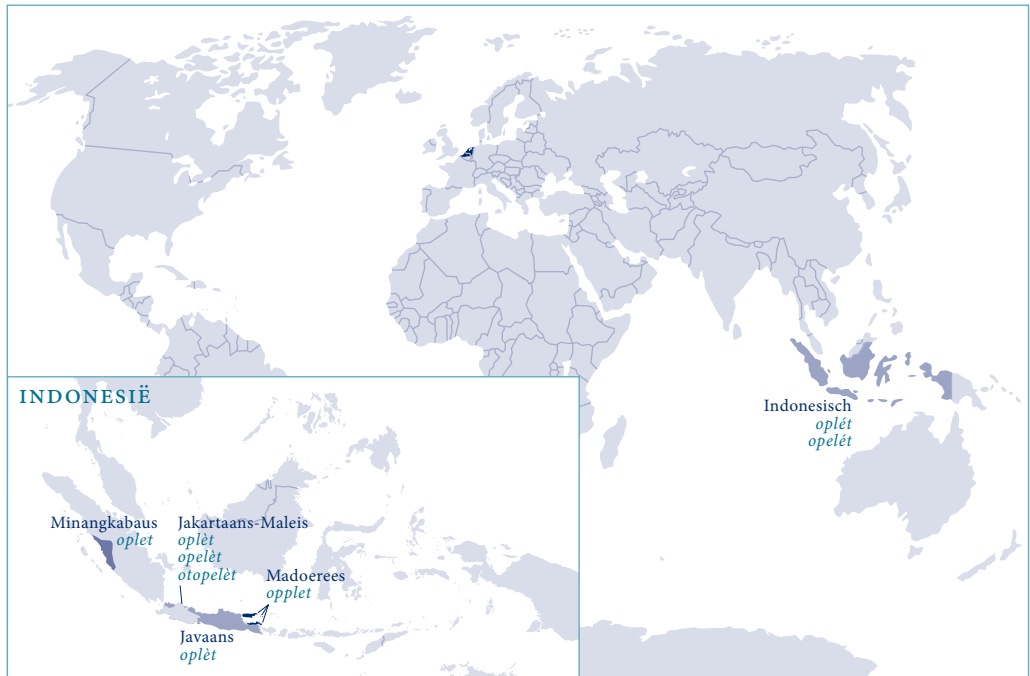 Indonesisch
oplét
opelét
INDONESIË
Minangkabaus
oplet
Jakartaans-Maleis
oplèt
opelèt
otopelèt
Madoerees
opplet
Javaans
oplèt